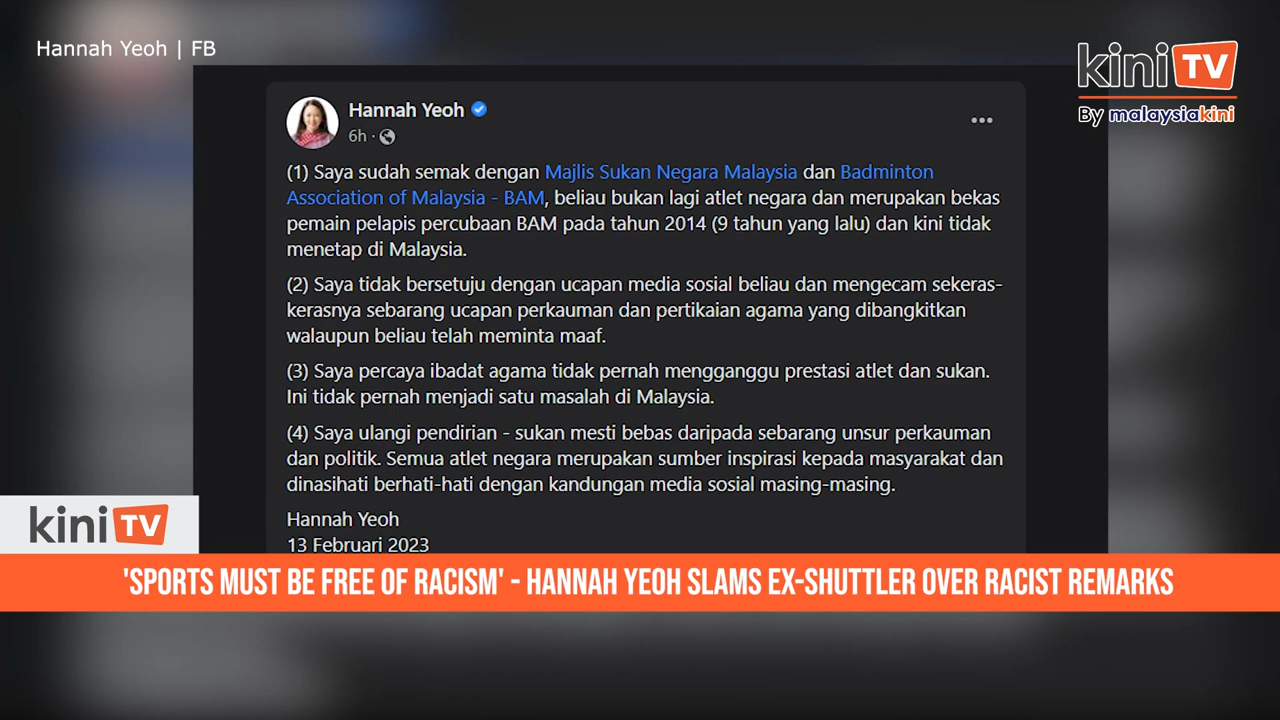 Hannah Yeoh | FB
kini TV
By malaysiakini
Hannah Yeoh
6h ·
(1) Saya sudah semak dengan Majlis Sukan Negara Malaysia dan Badminton
Association of Malaysia - BAM, beliau bukan lagi atlet negara dan merupakan bekas
pemain pelapis percubaan BAM pada tahun 2014 (9 tahun yang lalu) dan kini tidak
menetap di Malaysia.
(2) Saya tidak bersetuju dengan ucapan media sosial beliau dan mengecam sekeras-
kerasnya sebarang ucapan perkauman dan pertikaian agama yang dibangkitkan
walaupun beliau telah meminta maaf.
(3) Saya percaya ibadat agama tidak pernah mengganggu prestasi atlet dan sukan.
Ini tidak pernah menjadi satu masalah di Malaysia.
(4) Saya ulangi pendirian - sukan mesti bebas daripada sebarang unsur perkauman
dan politik. Semua atlet negara merupakan sumber inspirasi kepada masyarakat dan
dinasihati berhati-hati dengan kandungan media sosial masing-masing.
Hannah Yeoh
13 Februari 2023
kini TV
'SPORTS MUST BE FREE OF RACISM' - HANNAH YEOH SLAMS EX-SHUTTLER OVER RACIST REMARKS